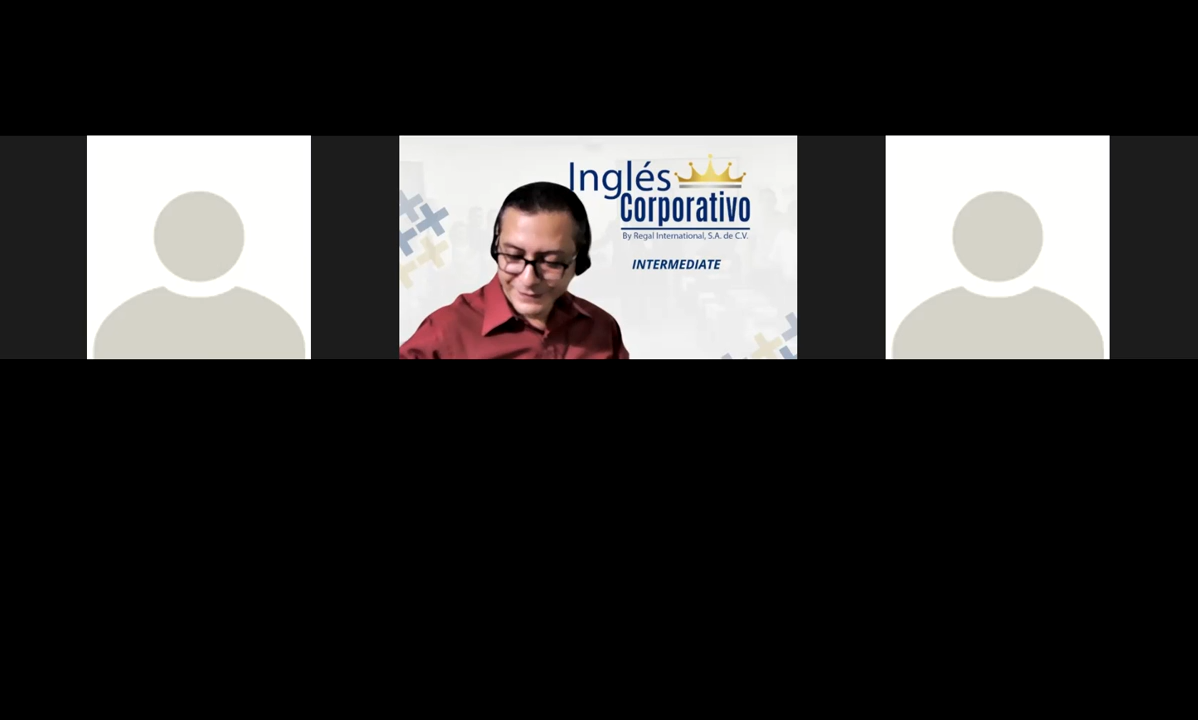 Inglés
Corporativo
By Regal International, S.A. de C.V.
INTERMEDIATE